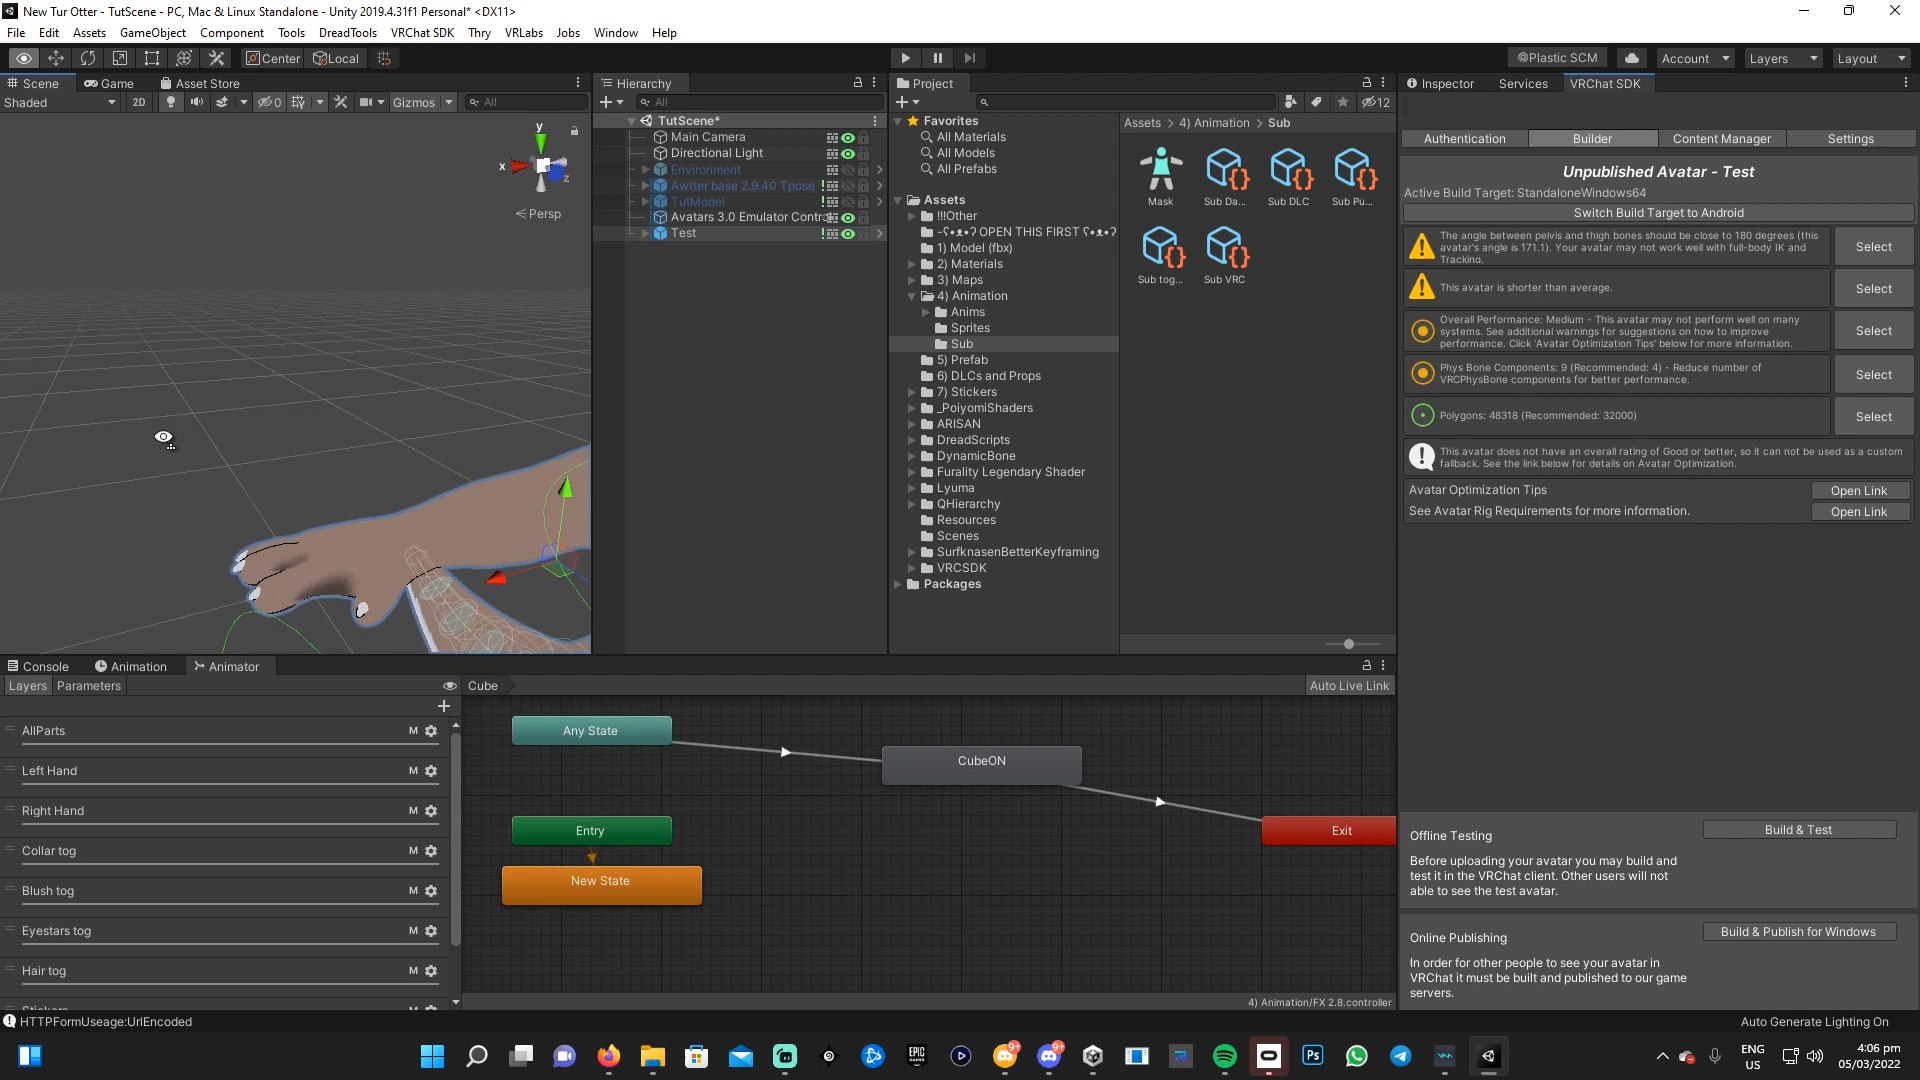 New Tur Otter - TutScene - PC, Mac & Linux Standalone - Unity 2019.4.31f1 Personal* <DX11>
File Edit Assets GameObject Component Tools DreadTools VRChat SDK Thry VRLabs Jobs Window Help
Center Local
Plastic SCM Account Layers Layout
Scene Game Asset Store
Shaded 2D 0 Gizmos All
y
x
z
Persp
Hierarchy
All
TutScene*
Main Camera
Directional Light
Environment
Awtter base 2.9.40 Tpose
TutModel
Avatars 3.0 Emulator Contro
Test
Project
12
Favorites
All Materials
All Models
All Prefabs
Assets
!!!Other
-ʕ•ᴥ•ʔ OPEN THIS FIRST ʕ•ᴥ•ʔ
1) Model (fbx)
2) Materials
3) Maps
4) Animation
Anims
Sprites
Sub
5) Prefab
6) DLCs and Props
7) Stickers
_PoiyomiShaders
ARISAN
DreadScripts
DynamicBone
Furality Legendary Shader
Lyuma
QHierarchy
Resources
Scenes
SurfknasenBetterKeyframing
VRCSDK
Packages
Assets > 4) Animation > Sub
Mask Sub Da... Sub DLC Sub Pu...
Sub tog... Sub VRC
Inspector Services VRChat SDK
Authentication Builder Content Manager Settings
Unpublished Avatar - Test
Active Build Target: StandaloneWindows64
Switch Build Target to Android
The angle between pelvis and thigh bones should be close to 180 degrees (this
avatar's angle is 171.1). Your avatar may not work well with full-body IK and
Tracking.
Select
This avatar is shorter than average.
Select
Overall Performance: Medium - This avatar may not perform well on many
systems. See additional warnings for suggestions on how to improve
performance. Click 'Avatar Optimization Tips' below for more information.
Select
Phys Bone Components: 9 (Recommended: 4) - Reduce number of
VRCPhysBone components for better performance.
Select
Polygons: 48318 (Recommended: 32000)
Select
This avatar does not have an overall rating of Good or better, so it can not be used as a custom
fallback. See the link below for details on Avatar Optimization.
Avatar Optimization Tips Open Link
See Avatar Rig Requirements for more information. Open Link
Offline Testing
Build & Test
Before uploading your avatar you may build and
test it in the VRChat client. Other users will not
able to see the test avatar.
Online Publishing
Build & Publish for Windows
In order for other people to see your avatar in
VRChat it must be built and published to our game
servers.
Console Animation Animator
Layers Parameters
Cube
Auto Live Link
AllParts M
Left Hand M
Right Hand M
Collar tog M
Blush tog M
Eyestars tog M
Hair tog M
Stickers
Any State
CubeON
Entry
Exit
New State
4) Animation/FX 2.8.controller
HTTPFormUseage:UrlEncoded
Auto Generate Lighting On
EPIC
GAMES
9+
9+
Ps
ENG
US
4:06 pm
05/03/2022